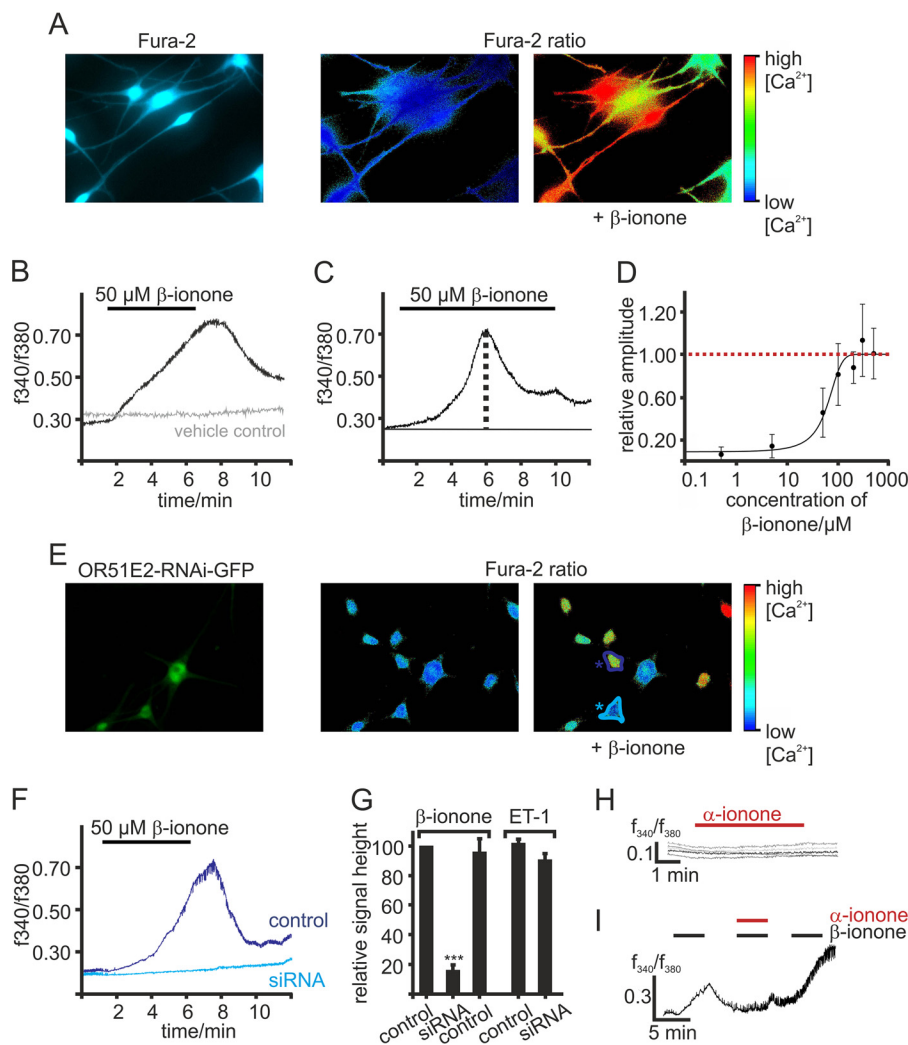 A
Fura-2
Fura-2 ratio
high
[Ca²⁺]
low
[Ca²⁺]
+ β-ionone
B
50 µM β-ionone
f340/f380
0.70
0.50
0.30
vehicle control
2 4 6 8 10
time/min
C
50 µM β-ionone
f340/f380
0.70
0.50
0.30
2 4 6 8 10
time/min
D
relative amplitude
1.20
1.00
0.60
0.20
0.1 1 10 100 1000
concentration of
β-ionone/µM
E
OR51E2-RNAi-GFP
Fura-2 ratio
high
[Ca²⁺]
low
[Ca²⁺]
*
*
+ β-ionone
F
50 µM β-ionone
f340/f380
0.70
0.50
0.30
control
siRNA
2 4 6 8 10
time/min
G
β-ionone ET-1
relative signal height
100
80
60
40
20
***
control
siRNA
control
control
siRNA
H
α-ionone
f₃₄₀/f₃₈₀
0.1
1 min
I
α-ionone
β-ionone
f₃₄₀/f₃₈₀
0.3
5 min